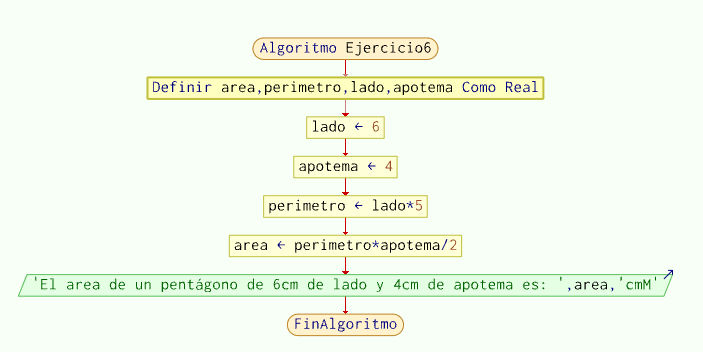 Algoritmo Ejercicio6
Definir area,perimetro,lado,apotema Como Real
lado ← 6
apotema ← 4
perimetro ← lado*5
area ← perimetro*apotema/2
'El area de un pentágono de 6cm de lado y 4cm de apotema es: ',area,'cmM'
FinAlgoritmo